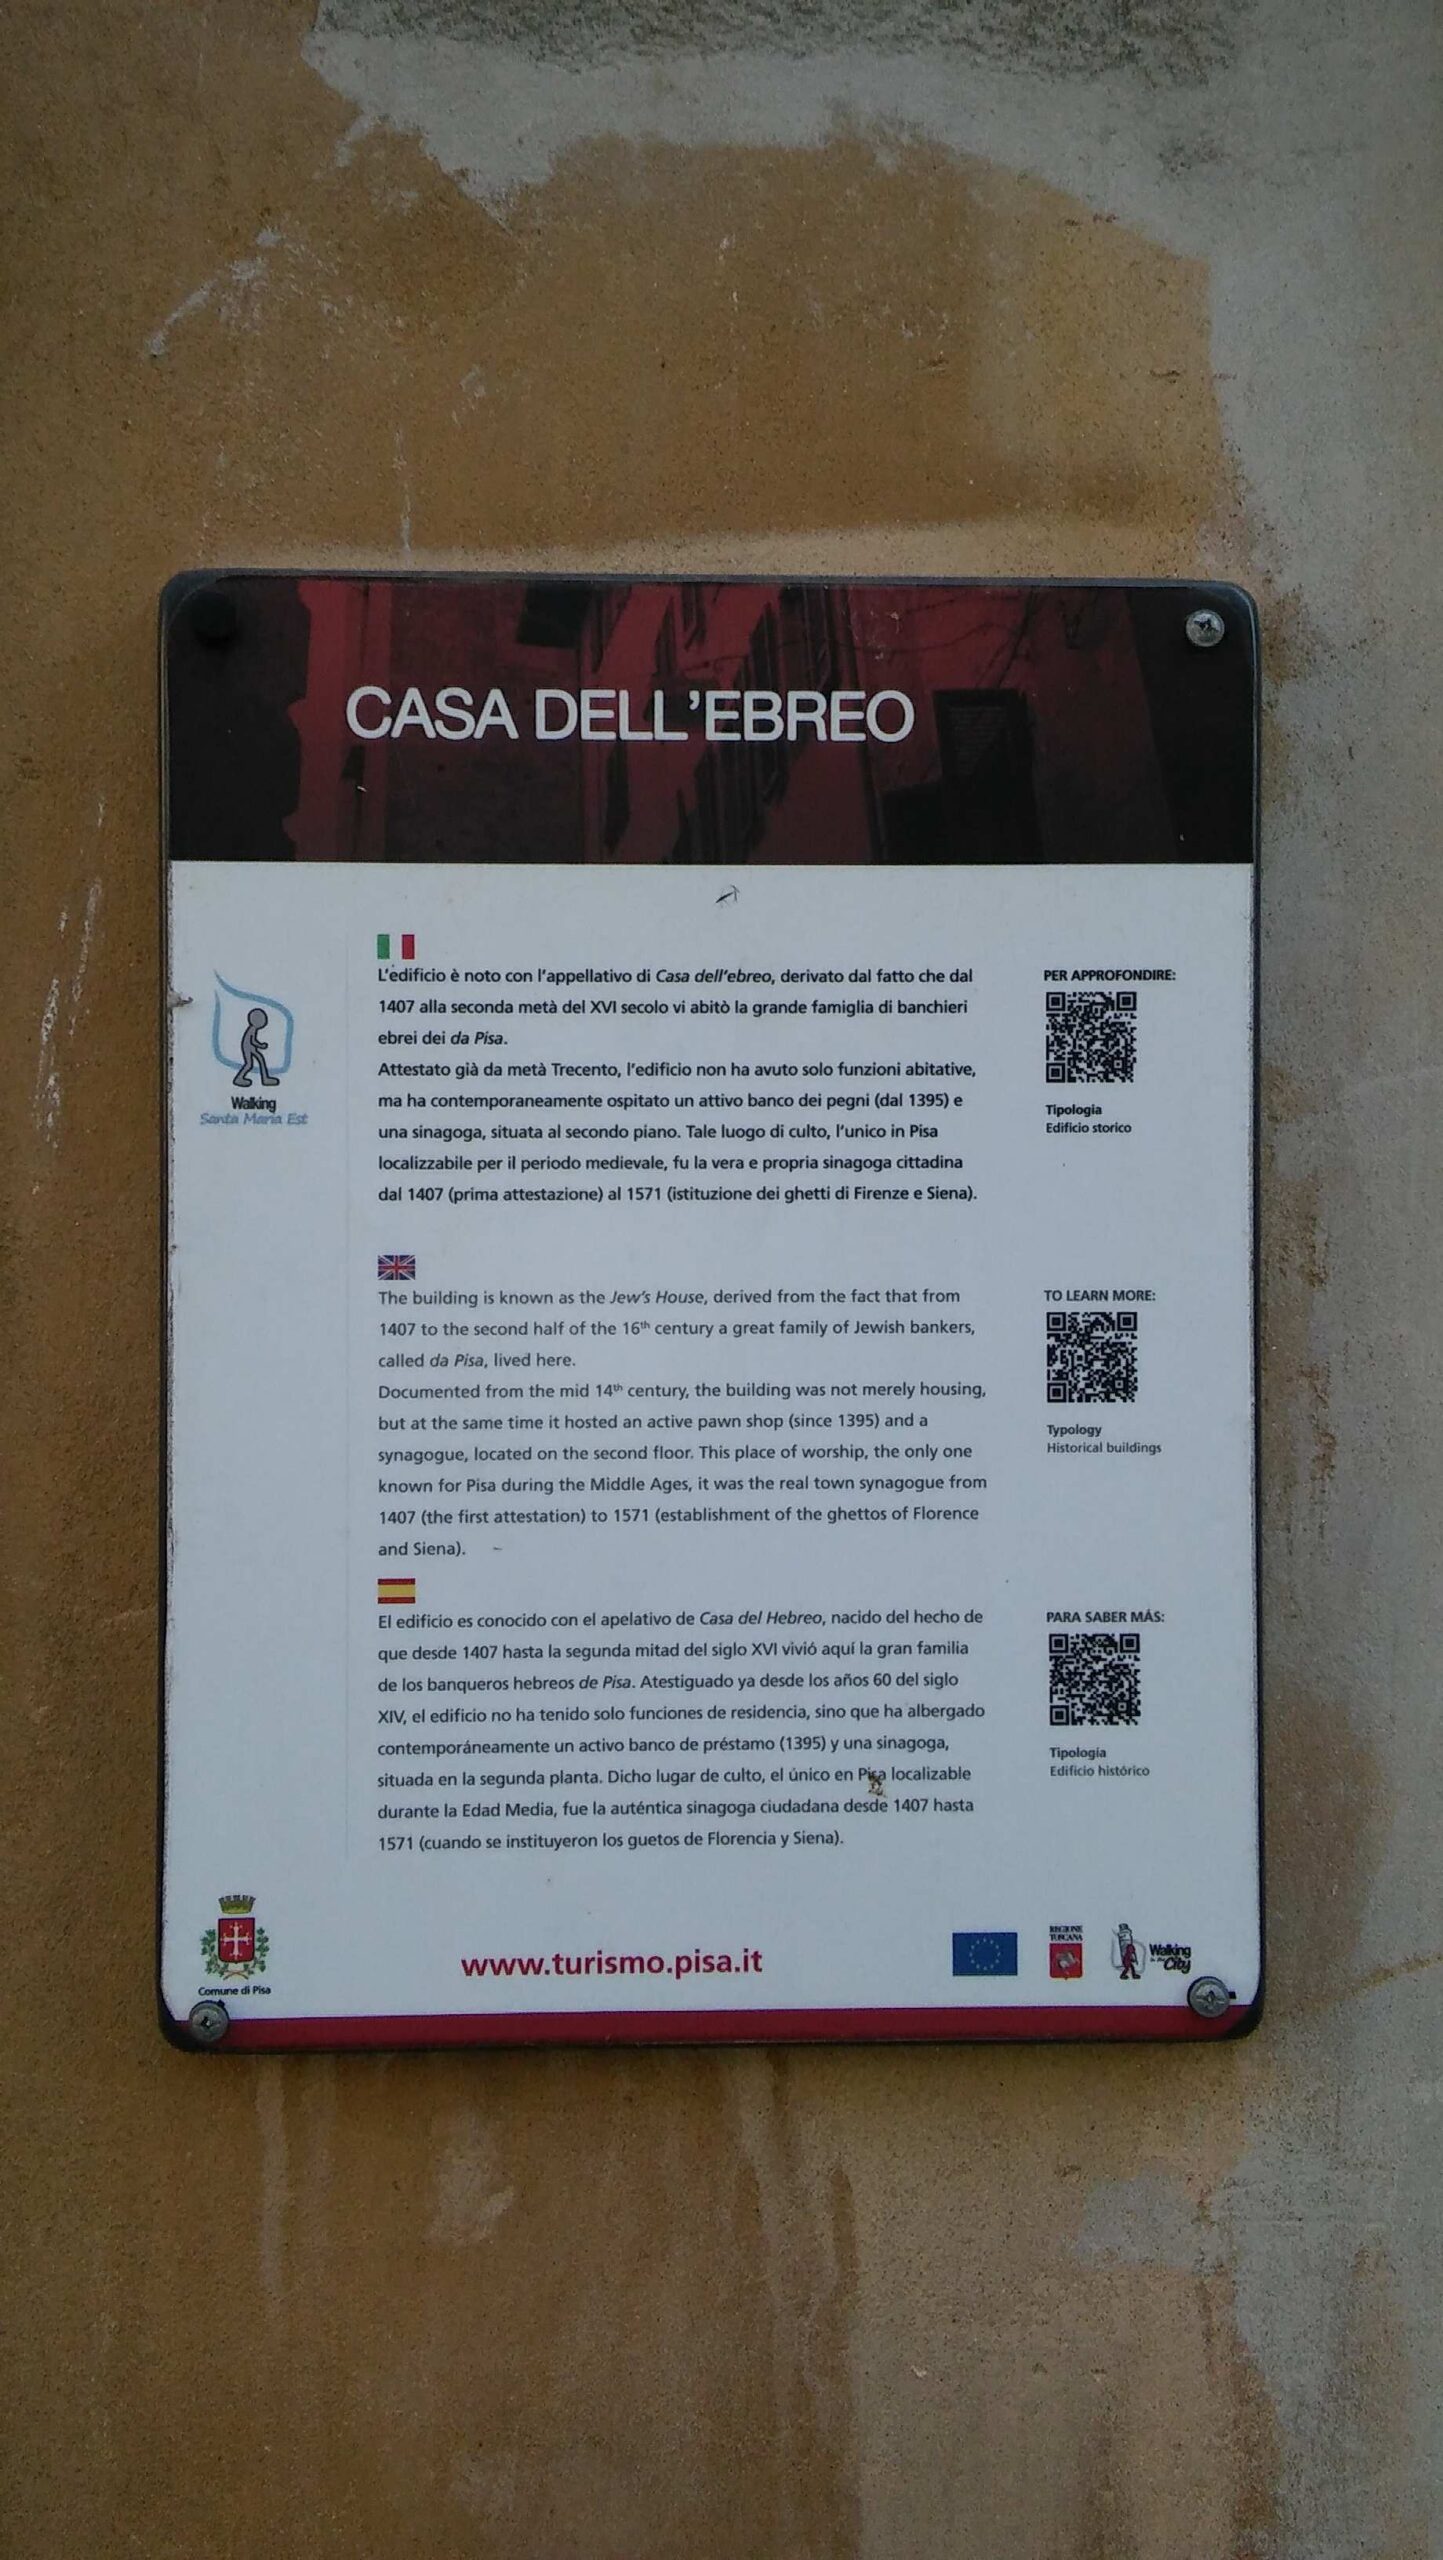 CASA DELL'EBREO
L'edificio è noto con l'appellativo di Casa dell'ebreo, derivato dal fatto che dal
1407 alla seconda metà del XVI secolo vi abitò la grande famiglia di banchieri
ebrei dei da Pisa.
Attestato già da metà Trecento, l'edificio non ha avuto solo funzioni abitative,
ma ha contemporaneamente ospitato un attivo banco dei pegni (dal 1395) e
una sinagoga, situata al secondo piano. Tale luogo di culto, l'unico in Pisa
localizzabile per il periodo medievale, fu la vera e propria sinagoga cittadina
dal 1407 (prima attestazione) al 1571 (istituzione dei ghetti di Firenze e Siena).
PER APPROFONDIRE:
Tipologia
Edificio storico
Walking
Santa Maria Est
The building is known as the Jew's House, derived from the fact that from
1407 to the second half of the 16th century a great family of Jewish bankers,
called da Pisa, lived here.
Documented from the mid 14th century, the building was not merely housing,
but at the same time it hosted an active pawn shop (since 1395) and a
synagogue, located on the second floor. This place of worship, the only one
known for Pisa during the Middle Ages, it was the real town synagogue from
1407 (the first attestation) to 1571 (establishment of the ghettos of Florence
and Siena).
TO LEARN MORE:
Typology
Historical buildings
El edificio es conocido con el apelativo de Casa del Hebreo, nacido del hecho de
que desde 1407 hasta la segunda mitad del siglo XVI vivió aquí la gran familia
de los banqueros hebreos de Pisa. Atestiguado ya desde los años 60 del siglo
XIV, el edificio no ha tenido solo funciones de residencia, sino que ha albergado
contemporáneamente un activo banco de préstamo (1395) y una sinagoga,
situada en la segunda planta. Dicho lugar de culto, el único en Pisa localizable
durante la Edad Media, fue la auténtica sinagoga ciudadana desde 1407 hasta
1571 (cuando se instituyeron los guetos de Florencia y Siena).
PARA SABER MÁS:
Tipología
Edificio histórico
Comune di Pisa
www.turismo.pisa.it
REGIONE
TOSCANA
Walking
City